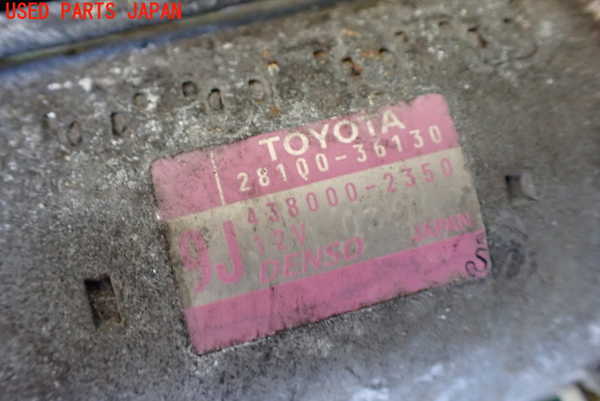 USED PARTS JAPAN
TOYOTA
28100-36130
438000-2350
9J
12V
DENSO
JAPAN
S